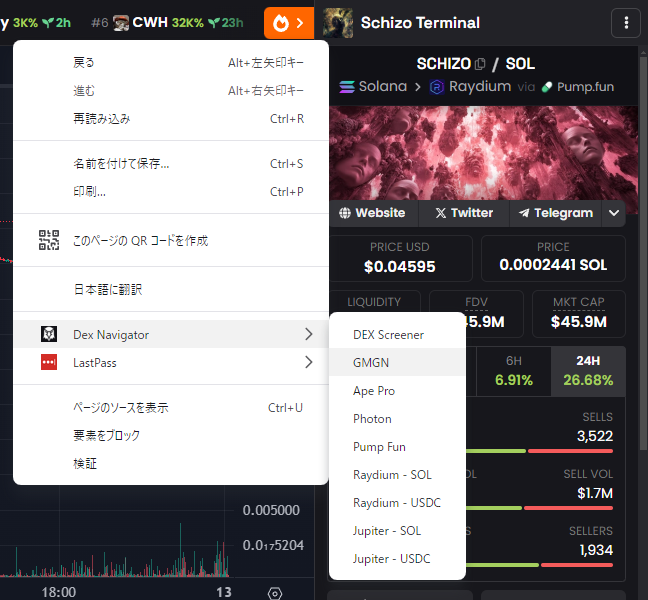 y 3K% 2h #6 CWH 32K% 23h
Schizo Terminal
SCHIZO / SOL
Solana > Raydium via Pump.fun
Website Twitter Telegram
PRICE USD
$0.04595
PRICE
0.0002441 SOL
LIQUIDITY
FDV
45.9M
MKT CAP
$45.9M
6H
6.91%
24H
26.68%
SELLS
3,522
OL
SELL VOL
$1.7M
S
SELLERS
1,934
戻る Alt+左矢印キー
進む Alt+右矢印キー
再読み込み Ctrl+R
名前を付けて保存... Ctrl+S
印刷... Ctrl+P
このページの QR コードを作成
日本語に翻訳
Dex Navigator
LastPass
ページのソースを表示 Ctrl+U
要素をブロック
検証
DEX Screener
GMGN
Ape Pro
Photon
Pump Fun
Raydium - SOL
Raydium - USDC
Jupiter - SOL
Jupiter - USDC
0.005000
0.0₁₇5204
18:00 13